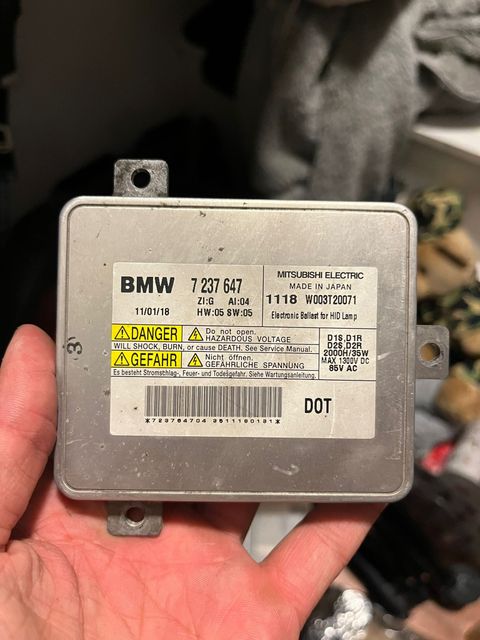 BMW 7 237 647
ZI:G AI:04
11/01/18 HW:05 SW:05
MITSUBISHI ELECTRIC
MADE IN JAPAN
1118 W003T20071
Electronic Ballast for HID Lamp
DANGER Do not open.
HAZARDOUS VOLTAGE
WILL SHOCK, BURN, or cause DEATH. See Service Manual.
GEFAHR Nicht öffnen.
GEFÄHRLICHE SPANNUNG
Es besteht Stromschlag-, Feuer- und Todesgefahr. Siehe Wartungsanleitung.
D1S,D1R
D2S,D2R
2000H/35W
MAX 1300V DC
85V AC
*723764704 3511180131*
DOT
3